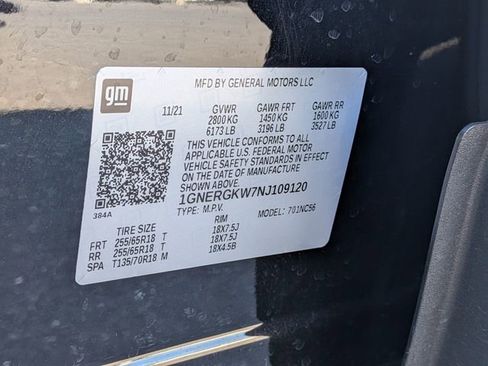 gm
MFD BY GENERAL MOTORS LLC
11/21 GVWR GAWR FRT GAWR RR
2800 KG 1450 KG 1600 KG
6173 LB 3196 LB 3527 LB
THIS VEHICLE CONFORMS TO ALL
APPLICABLE U.S. FEDERAL MOTOR
VEHICLE SAFETY STANDARDS IN EFFECT
ON THE DATE OF MANUFACTURE
SHOWN ABOVE.
1GNERGKW7NJ109120
384A
TYPE: M.P.V. MODEL: 701NC56
TIRE SIZE RIM
FRT 255/65R18 T 18X7.5J
RR 255/65R18 T 18X7.5J
SPA T135/70R18 M 18X4.5B